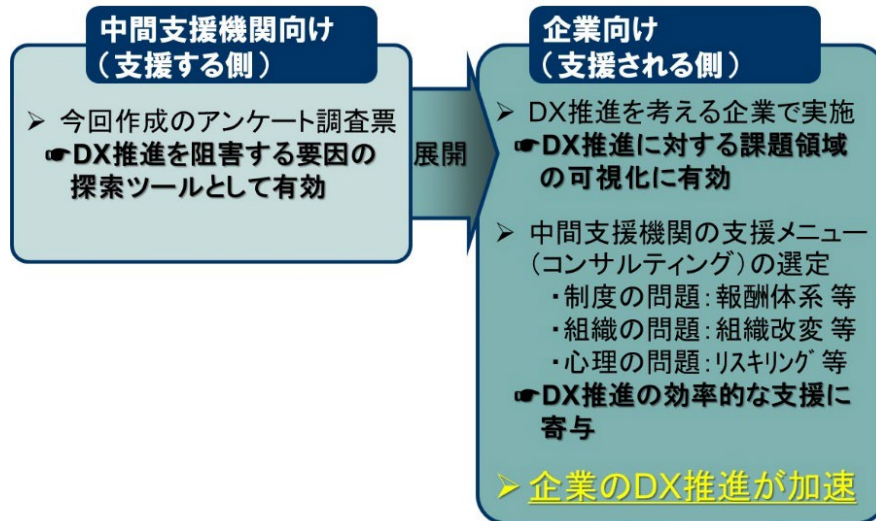 中間支援機関向け
（支援する側）
➢ 今回作成のアンケート調査票
☛DX推進を阻害する要因の
探索ツールとして有効
展開
企業向け
（支援される側）
➢ DX推進を考える企業で実施
☛DX推進に対する課題領域
の可視化に有効
➢ 中間支援機関の支援メニュー
(コンサルティング)の選定
・制度の問題：報酬体系 等
・組織の問題：組織改変 等
・心理の問題：ﾘｽｷﾘﾝｸﾞ 等
☛DX推進の効率的な支援に
寄与
➢ 企業のDX推進が加速